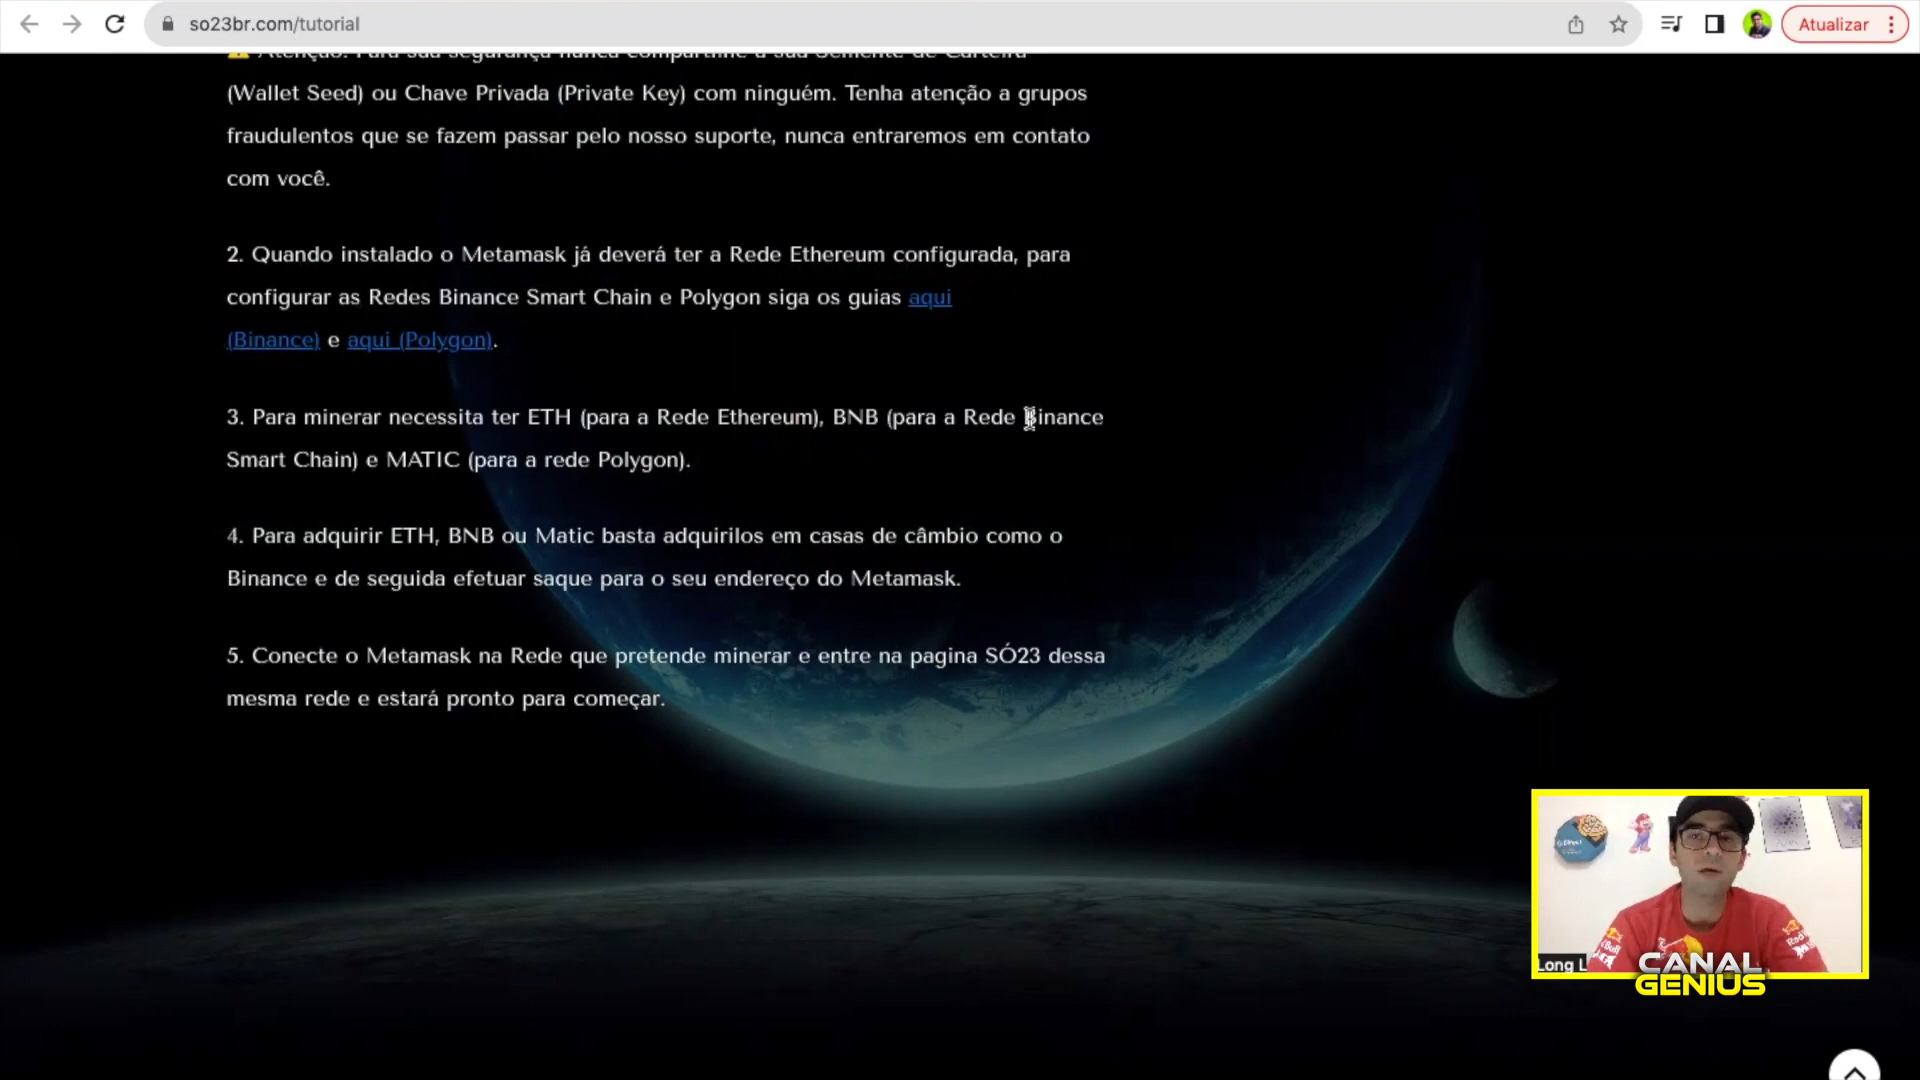 so23br.com/tutorial
Atualizar
Atenção: Para sua segurança nunca compartilhe a sua Semente de Carteira
(Wallet Seed) ou Chave Privada (Private Key) com ninguém. Tenha atenção a grupos
fraudulentos que se fazem passar pelo nosso suporte, nunca entraremos em contato
com você.
2. Quando instalado o Metamask já deverá ter a Rede Ethereum configurada, para
configurar as Redes Binance Smart Chain e Polygon siga os guias aqui
(Binance) e aqui (Polygon).
3. Para minerar necessita ter ETH (para a Rede Ethereum), BNB (para a Rede Binance
Smart Chain) e MATIC (para a rede Polygon).
4. Para adquirir ETH, BNB ou Matic basta adquirilos em casas de câmbio como o
Binance e de seguida efetuar saque para o seu endereço do Metamask.
5. Conecte o Metamask na Rede que pretende minerar e entre na pagina SÓ23 dessa
mesma rede e estará pronto para começar.
Long L
CANAL
GENIUS